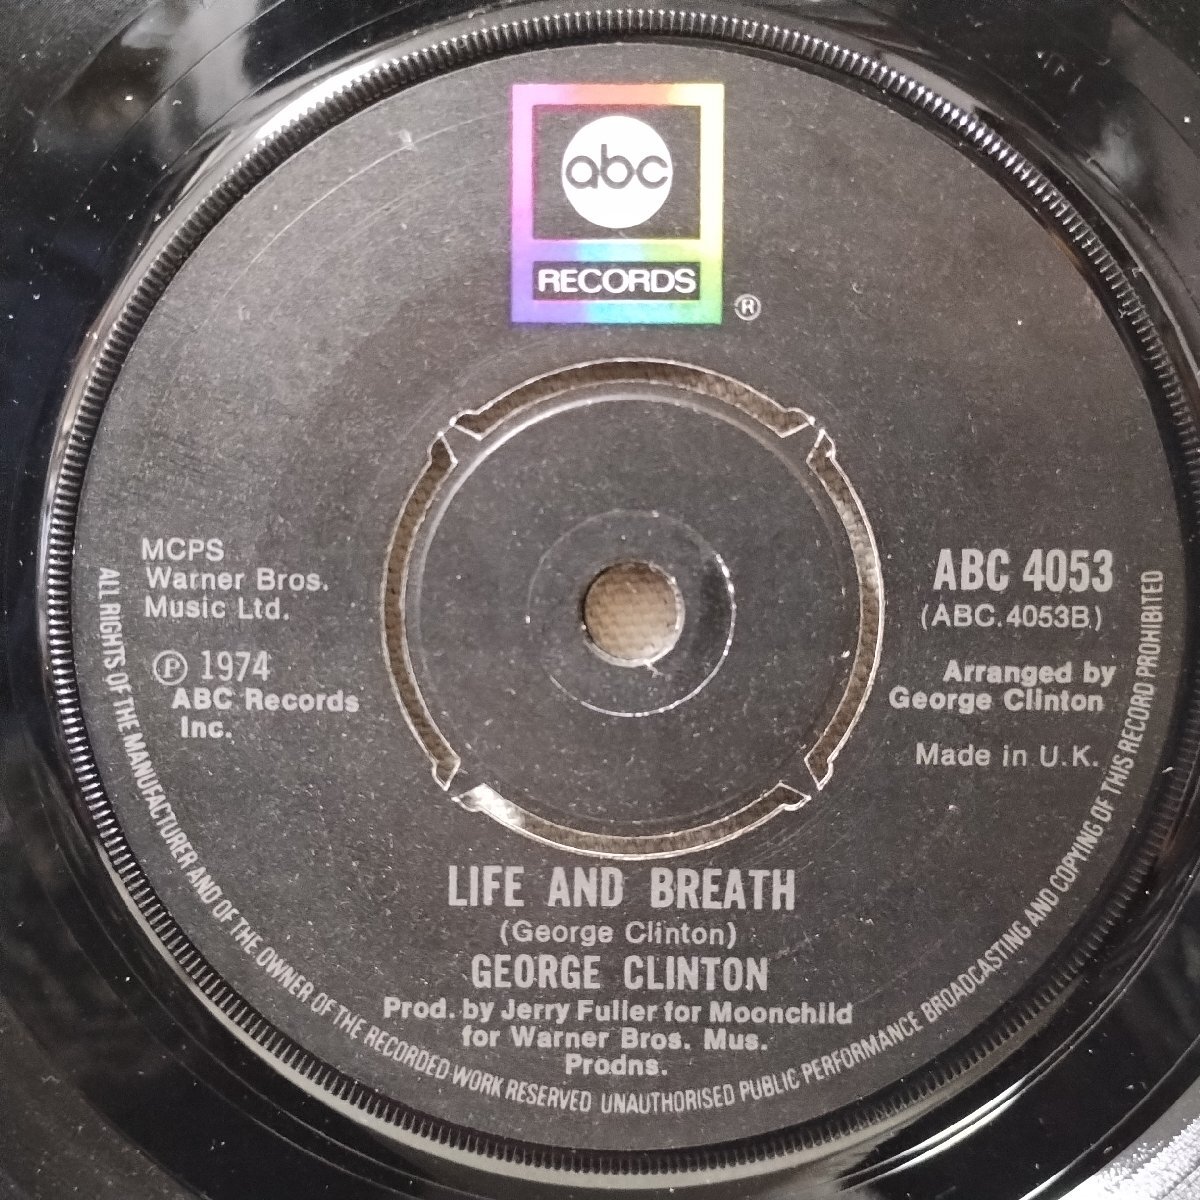 abc
RECORDS
®
MCPS
Warner Bros.
Music Ltd.
Ⓟ 1974
ABC Records
Inc.
ABC 4053
(ABC.4053B)
Arranged by
George Clinton
Made in U.K.
LIFE AND BREATH
(George Clinton)
GEORGE CLINTON
Prod. by Jerry Fuller for Moonchild
for Warner Bros. Mus.
Prodns.
ALL RIGHTS OF THE MANUFACTURER AND OF THE OWNER OF THE RECORDED WORK RESERVED UNAUTHORISED PUBLIC PERFORMANCE BROADCASTING AND COPYING OF THIS RECORD PROHIBITED